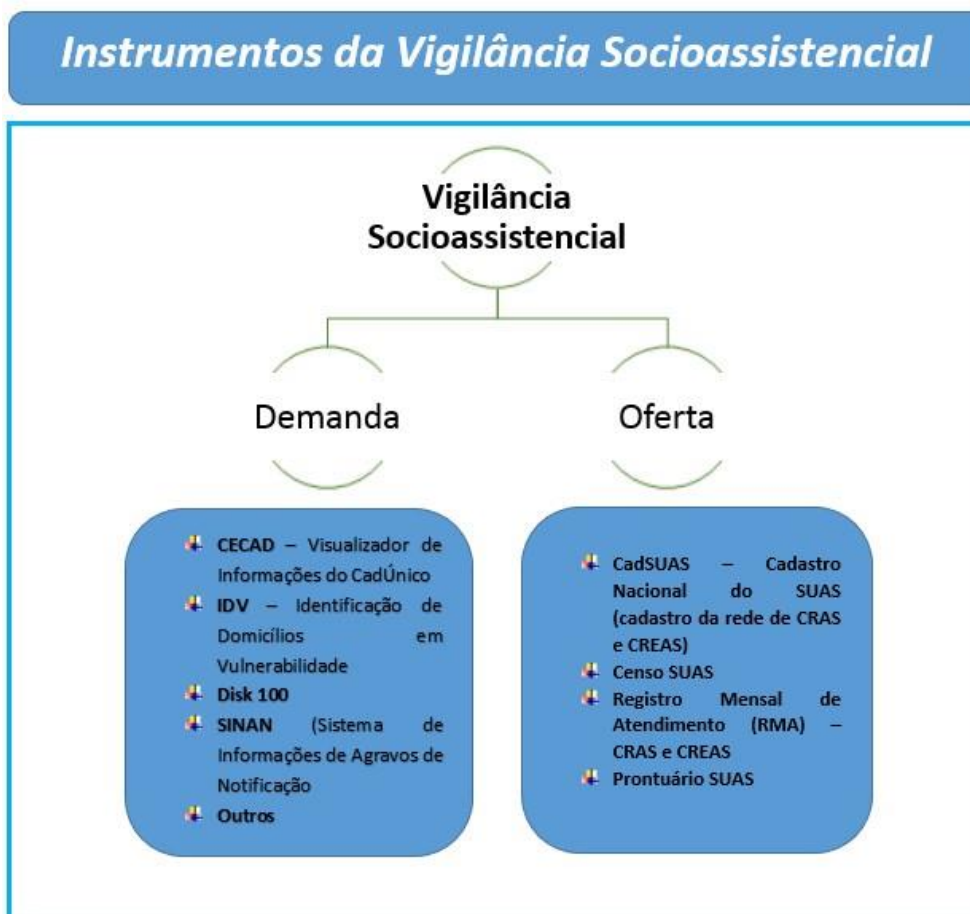 Instrumentos da Vigilância Socioassistencial
Vigilância
Socioassistencial
Demanda
Oferta
CECAD – Visualizador de
Informações do CadÚnico
IDV – Identificação de
Domicílios em
Vulnerabilidade
Disk 100
SINAN (Sistema de
Informações de Agravos de
Notificação
Outros
CadSUAS – Cadastro
Nacional do SUAS
(cadastro da rede de CRAS
e CREAS)
Censo SUAS
Registro Mensal de
Atendimento (RMA) –
CRAS e CREAS
Prontuário SUAS